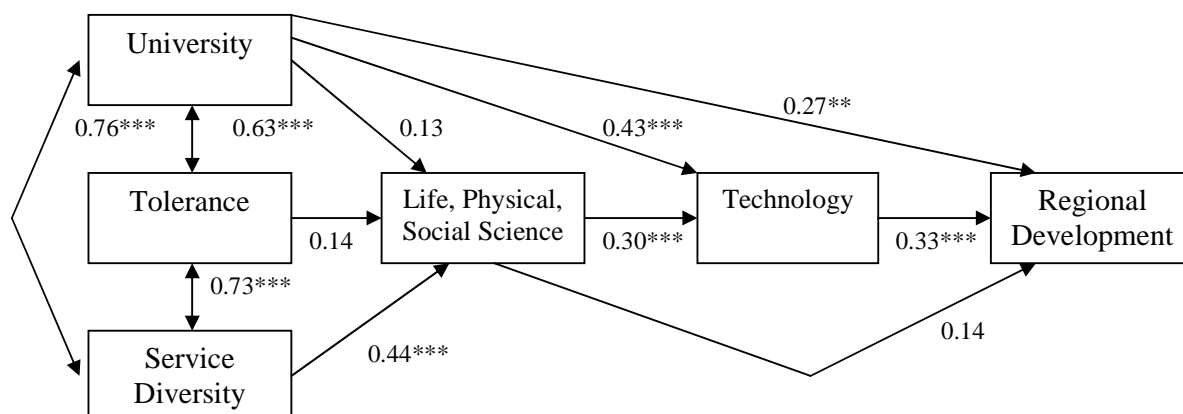 University
0.27**
0.76***
0.63***
0.13
0.43***
Tolerance
Life, Physical,
Social Science
Technology
Regional
Development
0.14
0.30***
0.33***
0.73***
0.14
0.44***
Service
Diversity